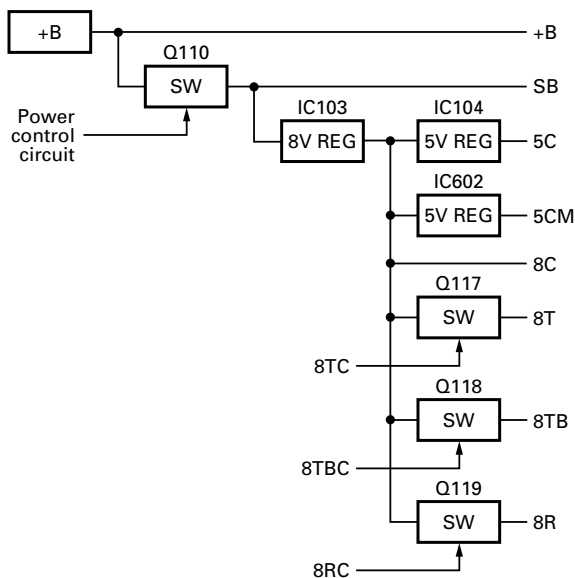 +B
+B
Q110
SW
SB
Power
control
circuit
IC103
8V REG
IC104
5V REG
5C
IC602
5V REG
5CM
8C
Q117
SW
8T
8TC
Q118
SW
8TB
8TBC
Q119
SW
8R
8RC